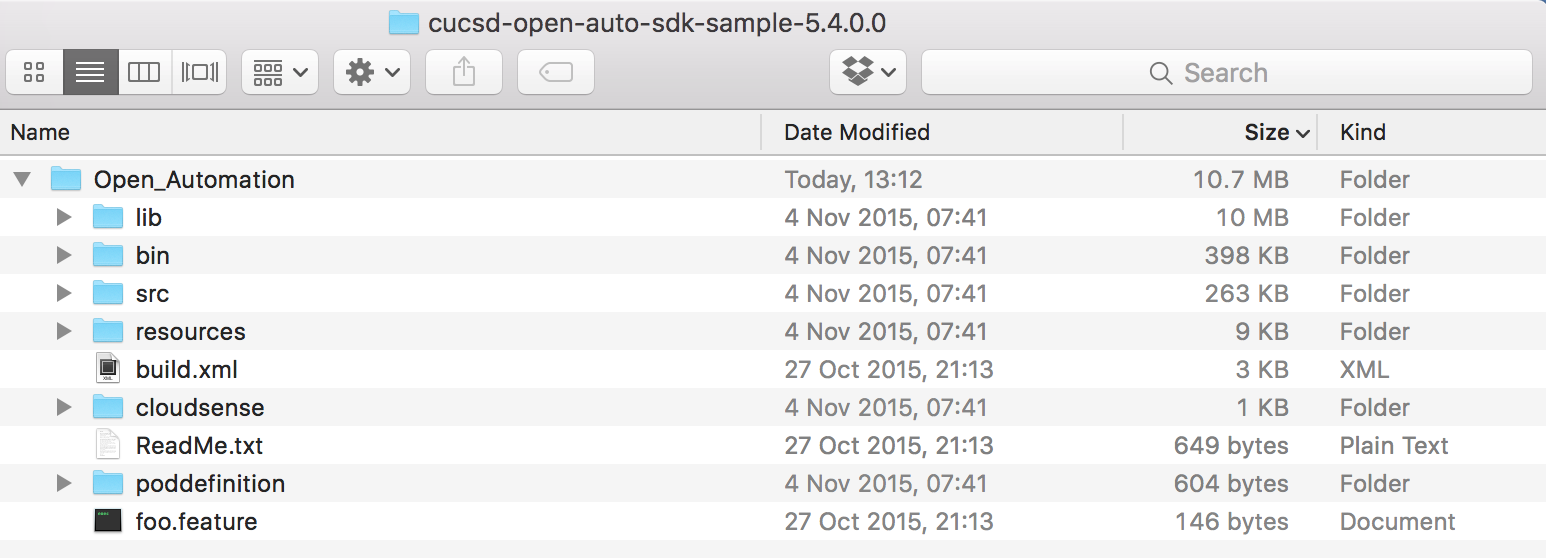 cucsd-open-auto-sdk-sample-5.4.0.0
Search
Name Date Modified Size Kind
Open_Automation Today, 13:12 10.7 MB Folder
lib 4 Nov 2015, 07:41 10 MB Folder
bin 4 Nov 2015, 07:41 398 KB Folder
src 4 Nov 2015, 07:41 263 KB Folder
resources 4 Nov 2015, 07:41 9 KB Folder
build.xml 27 Oct 2015, 21:13 3 KB XML
cloudsense 4 Nov 2015, 07:41 1 KB Folder
ReadMe.txt 27 Oct 2015, 21:13 649 bytes Plain Text
poddefinition 4 Nov 2015, 07:41 604 bytes Folder
foo.feature 27 Oct 2015, 21:13 146 bytes Document